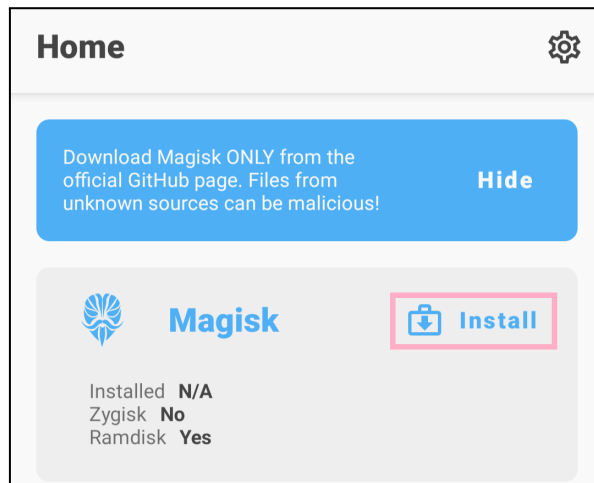 Home
Download Magisk ONLY from the
official GitHub page. Files from
unknown sources can be malicious!
Hide
Magisk
Install
Installed N/A
Zygisk No
Ramdisk Yes